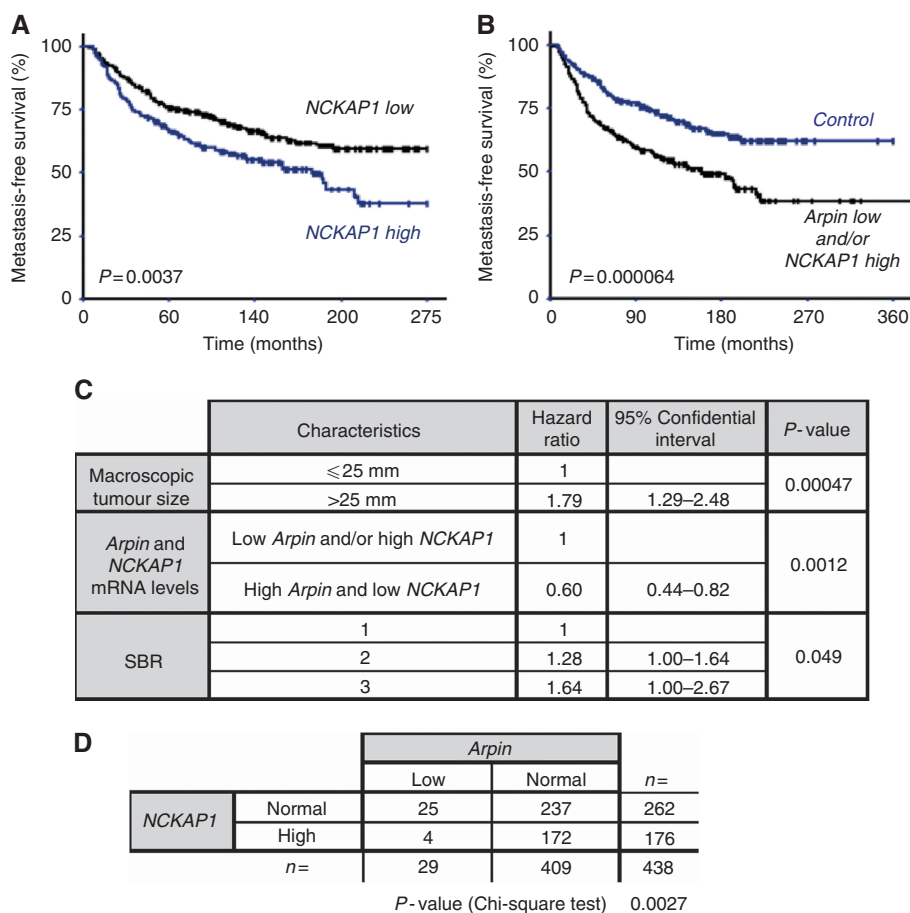 A
Metastasis-free survival (%)
100
75
50
25
0
NCKAP1 low
NCKAP1 high
P=0.0037
0 60 140 200 275
Time (months)
B
Metastasis-free survival (%)
100
75
50
25
0
Control
Arpin low
and/or
NCKAP1 high
P=0.000064
0 90 180 270 360
Time (months)
C
Characteristics Hazard ratio 95% Confidential interval P-value
Macroscopic tumour size
⩽25 mm 1
>25 mm 1.79 1.29–2.48
0.00047
Arpin and NCKAP1 mRNA levels
Low Arpin and/or high NCKAP1 1
High Arpin and low NCKAP1 0.60 0.44–0.82
0.0012
SBR
1 1
2 1.28 1.00–1.64
3 1.64 1.00–2.67
0.049
D
Arpin
Low Normal n=
NCKAP1
Normal 25 237 262
High 4 172 176
n= 29 409 438
P-value (Chi-square test) 0.0027